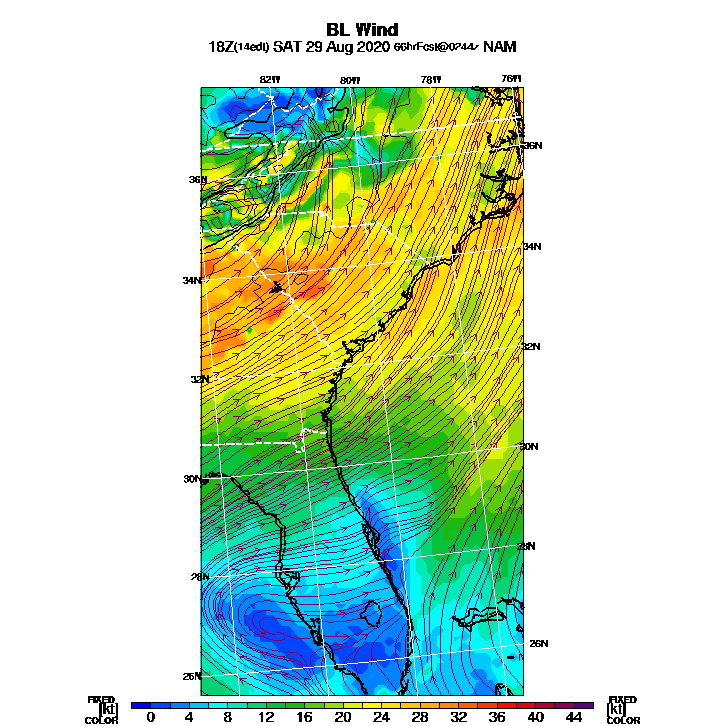 BL Wind
18Z(14edt) SAT 29 Aug 2020 66hrFcst@0244z NAM
82W 80W 78W 76W
36N
36N
34N
34N
32N
32N
30N
30N
28N
28N
26N
26N
FIXED FIXED
[kt] [kt]
COLOR 0 4 8 12 16 20 24 28 32 36 40 44 COLOR